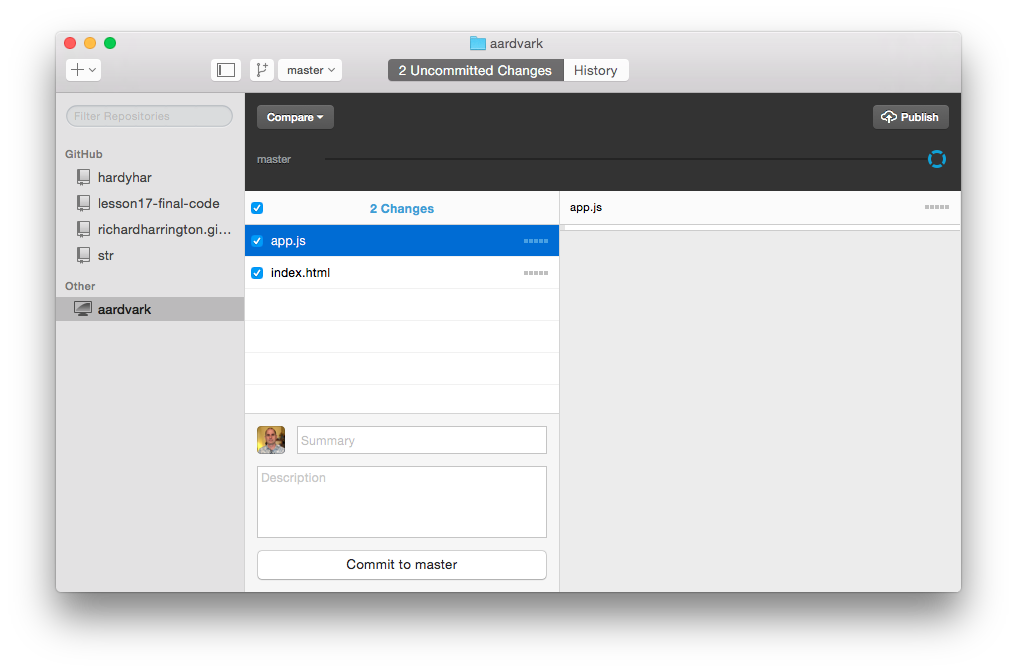 aardvark
master
2 Uncommitted Changes
History
Filter Repositories
GitHub
hardyhar
lesson17-final-code
richardharrington.gi...
str
Other
aardvark
Compare
Publish
master
2 Changes
app.js
index.html
Summary
Description
Commit to master
app.js